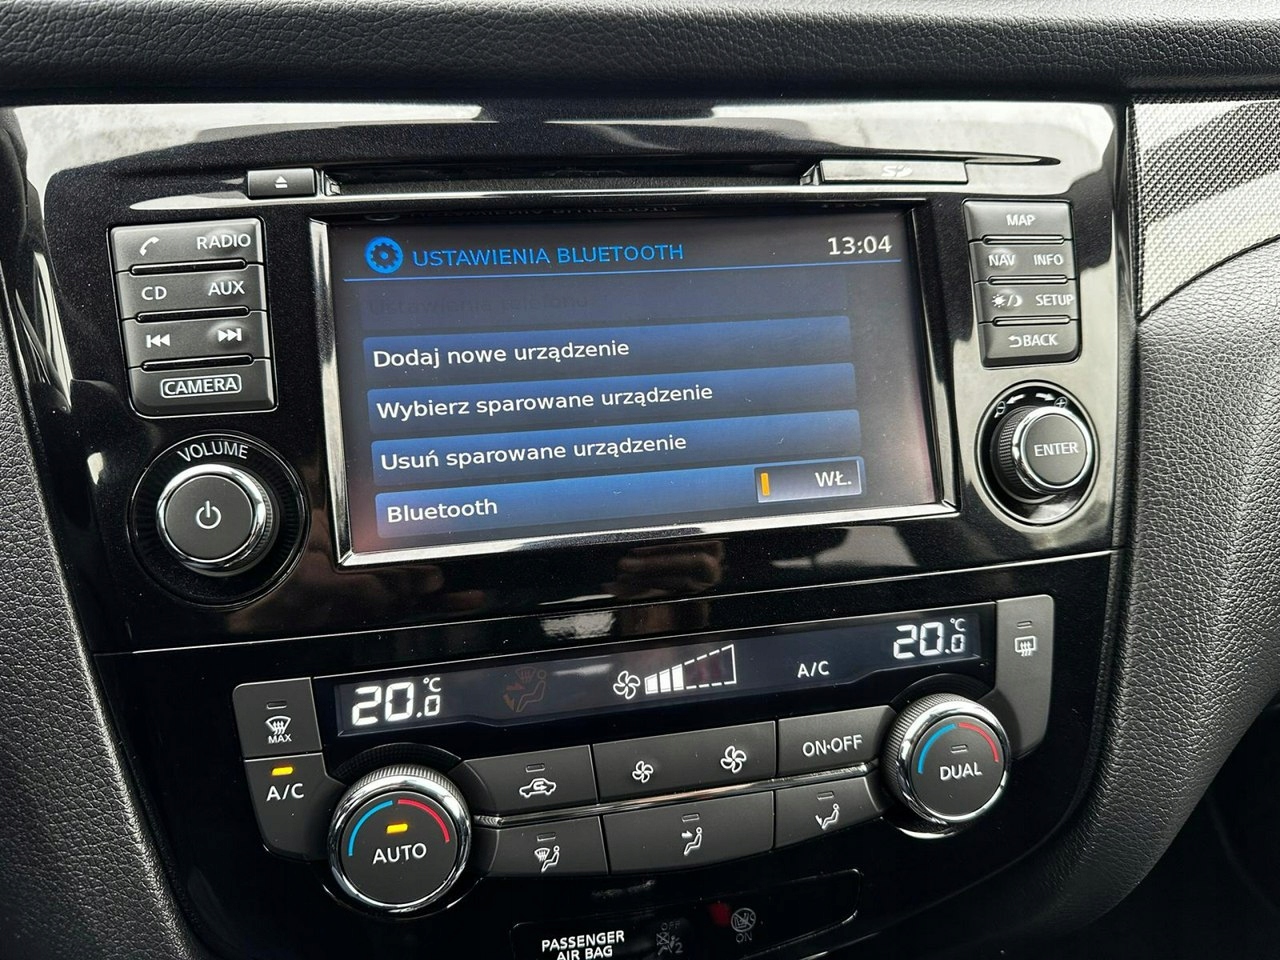 SD
RADIO
CD AUX
CAMERA
VOLUME
USTAWIENIA BLUETOOTH 13:04
Dodaj nowe urządzenie
Wybierz sparowane urządzenie
Usuń sparowane urządzenie
Bluetooth WŁ.
MAP
NAV INFO
SETUP
BACK
ENTER
20.0 °C A/C 20.0 °C
MAX
A/C
AUTO
ON·OFF
DUAL
PASSENGER
AIR BAG
ON